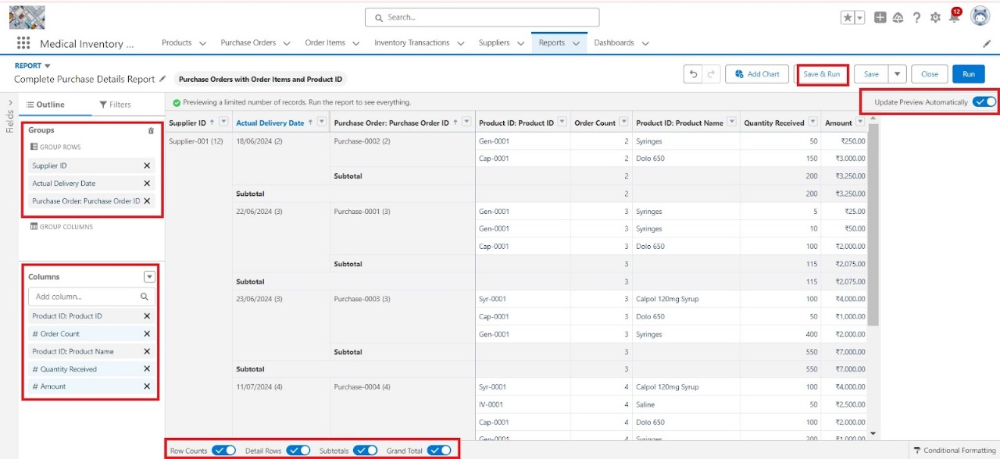 Search...
12
Medical Inventory ... Products Purchase Orders Order Items Inventory Transactions Suppliers Reports Dashboards
REPORT
Complete Purchase Details Report Purchase Orders with Order Items and Product ID
Add Chart Save & Run Save Close Run
Fields
Outline Filters
Previewing a limited number of records. Run the report to see everything.
Update Preview Automatically
Groups
GROUP ROWS
Supplier ID
Actual Delivery Date
Purchase Order: Purchase Order ID
GROUP COLUMNS
Columns
Add column...
Product ID: Product ID
# Order Count
Product ID: Product Name
# Quantity Received
# Amount
Supplier ID Actual Delivery Date Purchase Order: Purchase Order ID Product ID: Product ID Order Count Product ID: Product Name Quantity Received Amount
Supplier-001 (12) 18/06/2024 (2) Purchase-0002 (2) Gen-0001 2 Syringes 50 ₹250.00
Cap-0001 2 Dolo 650 150 ₹3,000.00
Subtotal 2 200 ₹3,250.00
Subtotal 2 200 ₹3,250.00
22/06/2024 (3) Purchase-0001 (3) Gen-0001 3 Syringes 5 ₹25.00
Gen-0001 3 Syringes 10 ₹50.00
Cap-0001 3 Dolo 650 100 ₹2,000.00
Subtotal 3 115 ₹2,075.00
Subtotal 3 115 ₹2,075.00
23/06/2024 (3) Purchase-0003 (3) Syr-0001 3 Calpol 120mg Syrup 100 ₹4,000.00
Cap-0001 3 Dolo 650 50 ₹1,000.00
Gen-0001 3 Syringes 400 ₹2,000.00
Subtotal 3 550 ₹7,000.00
Subtotal 3 550 ₹7,000.00
11/07/2024 (4) Purchase-0004 (4) Syr-0001 4 Calpol 120mg Syrup 100 ₹4,000.00
IV-0001 4 Saline 50 ₹2,500.00
Cap-0001 4 Dolo 650 100 ₹2,000.00
Gen-0001 4 Syringes 200 ₹1,000.00
Row Counts Detail Rows Subtotals Grand Total
Conditional Formatting